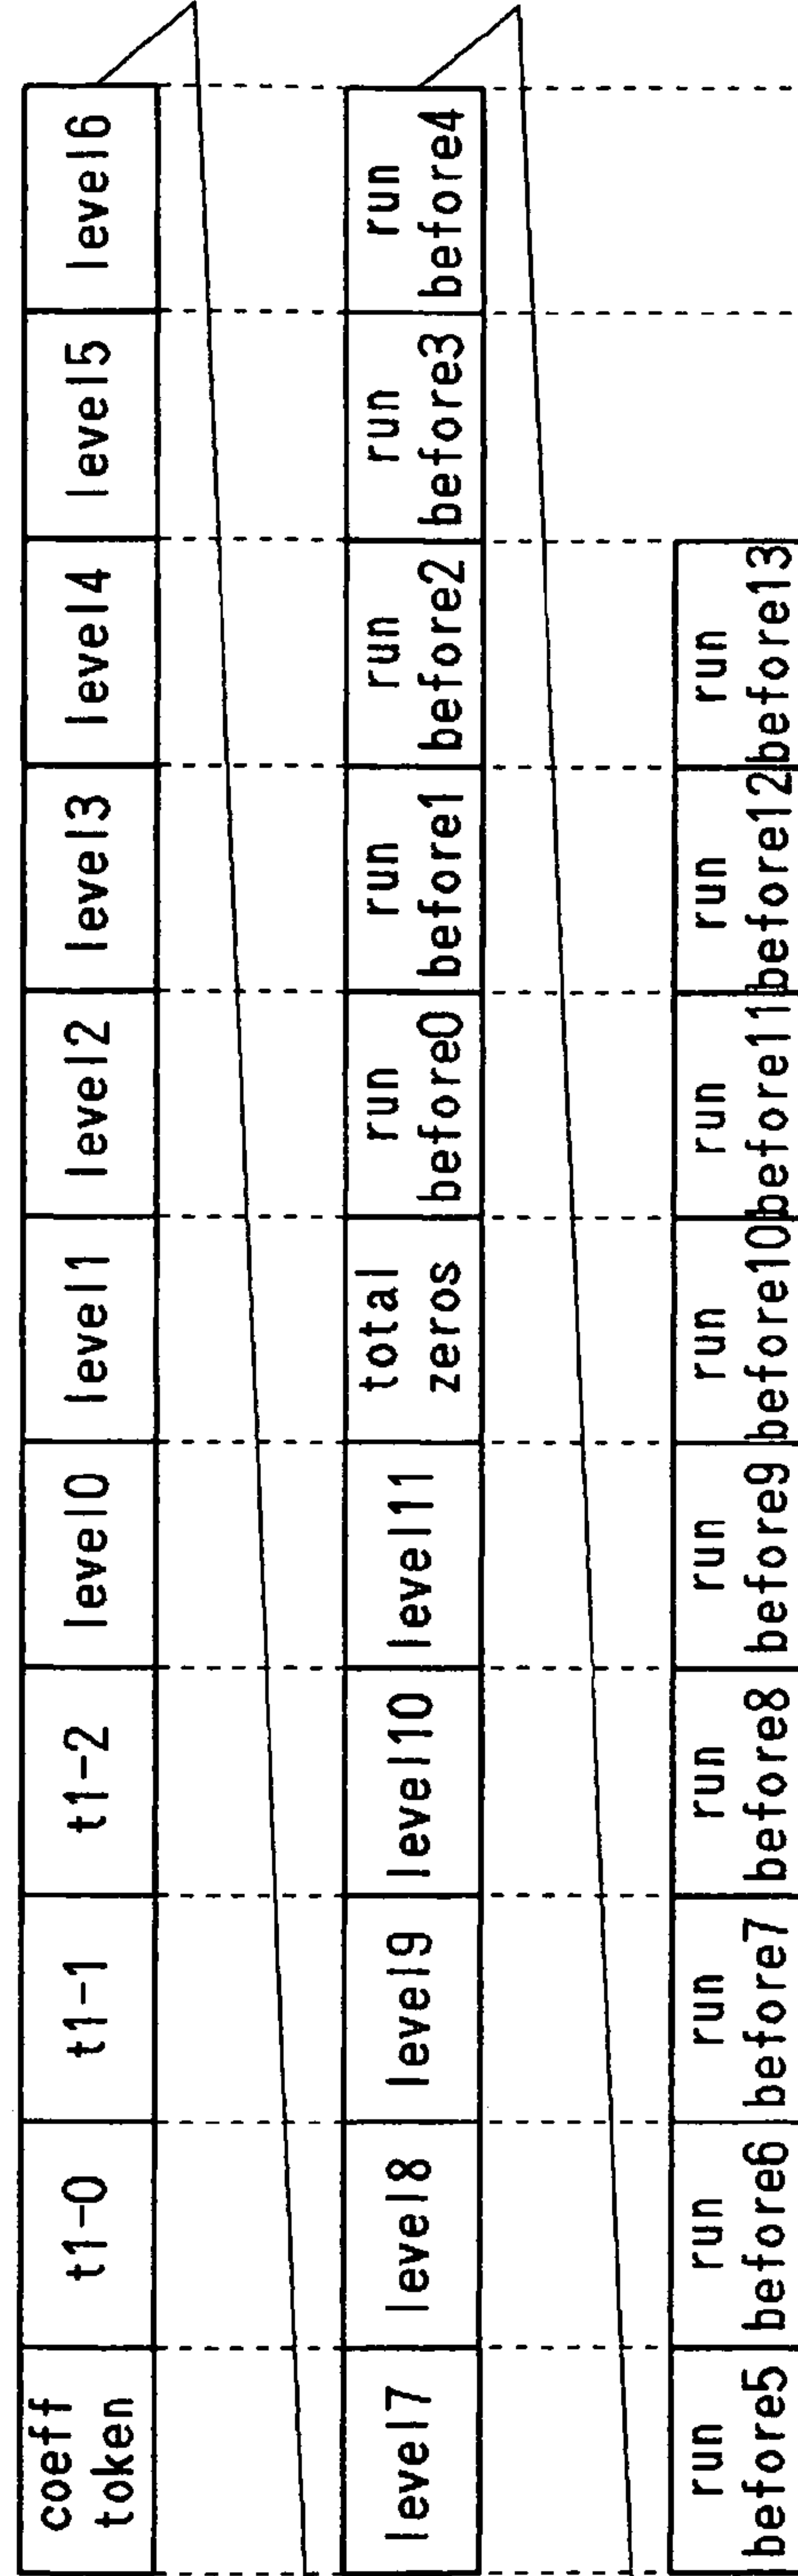 coeff
token
t1-0
t1-1
t1-2
level0
level1
level2
level3
level4
level5
level6
level7
level8
level9
level10
level11
total
zeros
run
before0
run
before1
run
before2
run
before3
run
before4
run
before5
run
before6
run
before7
run
before8
run
before9
run
before10
run
before11
run
before12
run
before13